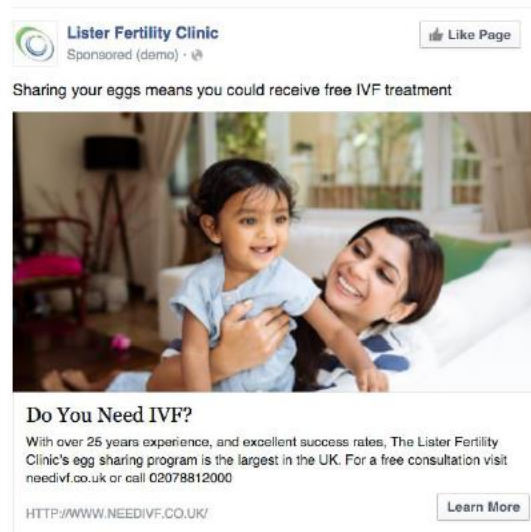 Lister Fertility Clinic
Like Page
Sponsored (demo) ·
Sharing your eggs means you could receive free IVF treatment
Do You Need IVF?
With over 25 years experience, and excellent success rates, The Lister Fertility
Clinic's egg sharing program is the largest in the UK. For a free consultation visit
needivf.co.uk or call 02078812000
HTTP://WWW.NEEDIVF.CO.UK/
Learn More